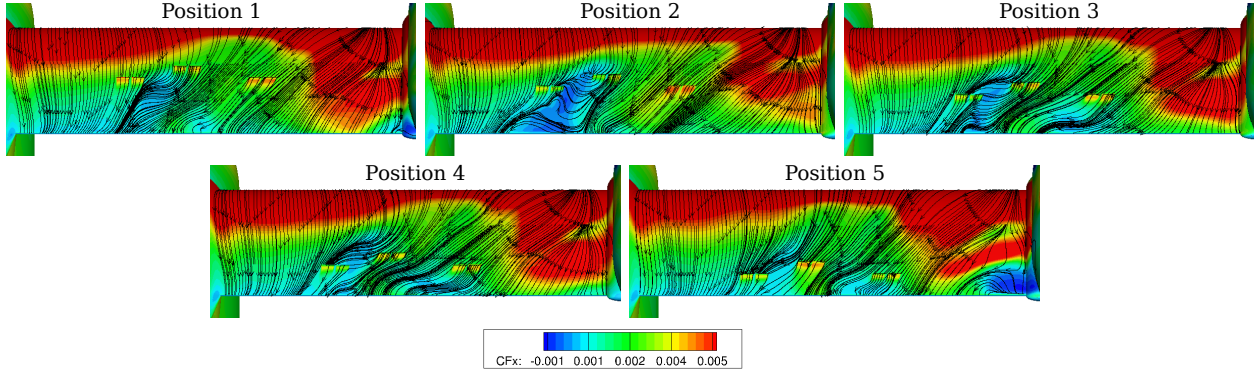 Position 1
Position 2
Position 3
Position 4
Position 5
CFx: -0.001 0.001 0.002 0.004 0.005